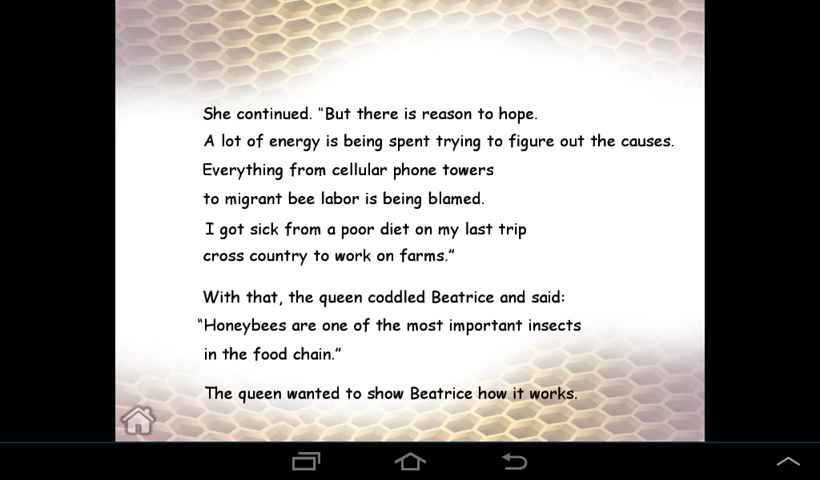 She continued. "But there is reason to hope.
A lot of energy is being spent trying to figure out the causes.
Everything from cellular phone towers
to migrant bee labor is being blamed.
I got sick from a poor diet on my last trip
cross country to work on farms."
With that, the queen coddled Beatrice and said:
"Honeybees are one of the most important insects
in the food chain."
The queen wanted to show Beatrice how it works.